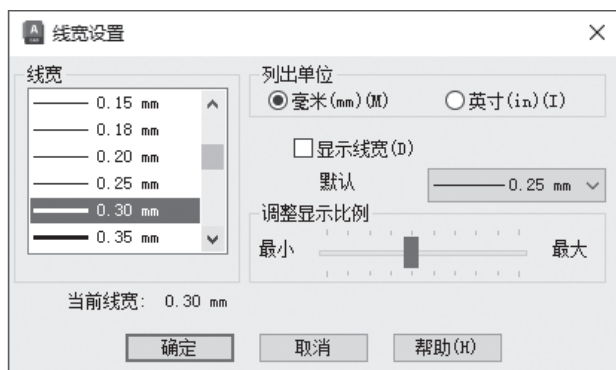 线宽设置
线宽
0.15 mm
0.18 mm
0.20 mm
0.25 mm
0.30 mm
0.35 mm
当前线宽: 0.30 mm
列出单位
毫米(mm)(M) 英寸(in)(I)
显示线宽(D)
默认 0.25 mm
调整显示比例
最小 最大
确定 取消 帮助(H)